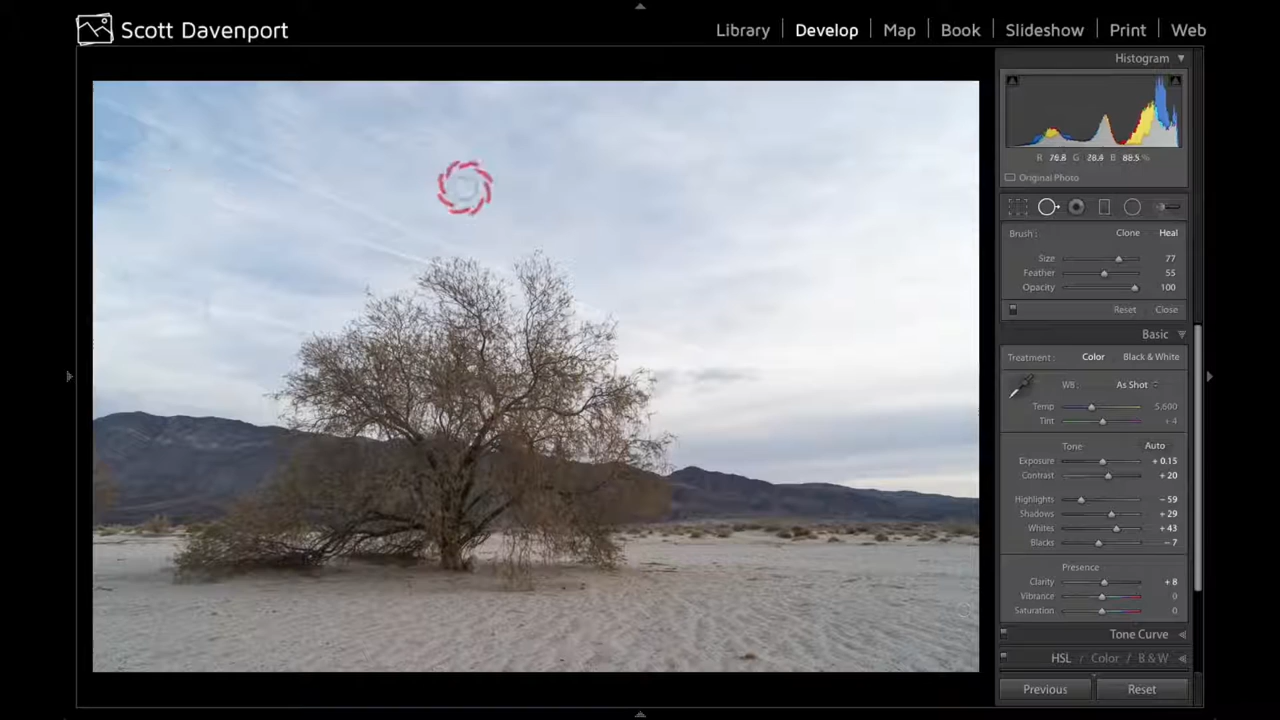 Scott Davenport
Library Develop Map Book Slideshow Print Web
Histogram
R 76.8 G 28.4 B 88.5 %
Original Photo
Brush : Clone Heal
Size 77
Feather 55
Opacity 100
Reset Close
Basic
Treatment : Color Black & White
WB : As Shot
Temp 5,600
Tint + 4
Tone Auto
Exposure + 0.15
Contrast + 20
Highlights − 59
Shadows + 29
Whites + 43
Blacks − 7
Presence
Clarity + 8
Vibrance 0
Saturation 0
Tone Curve
HSL / Color / B & W
Previous Reset